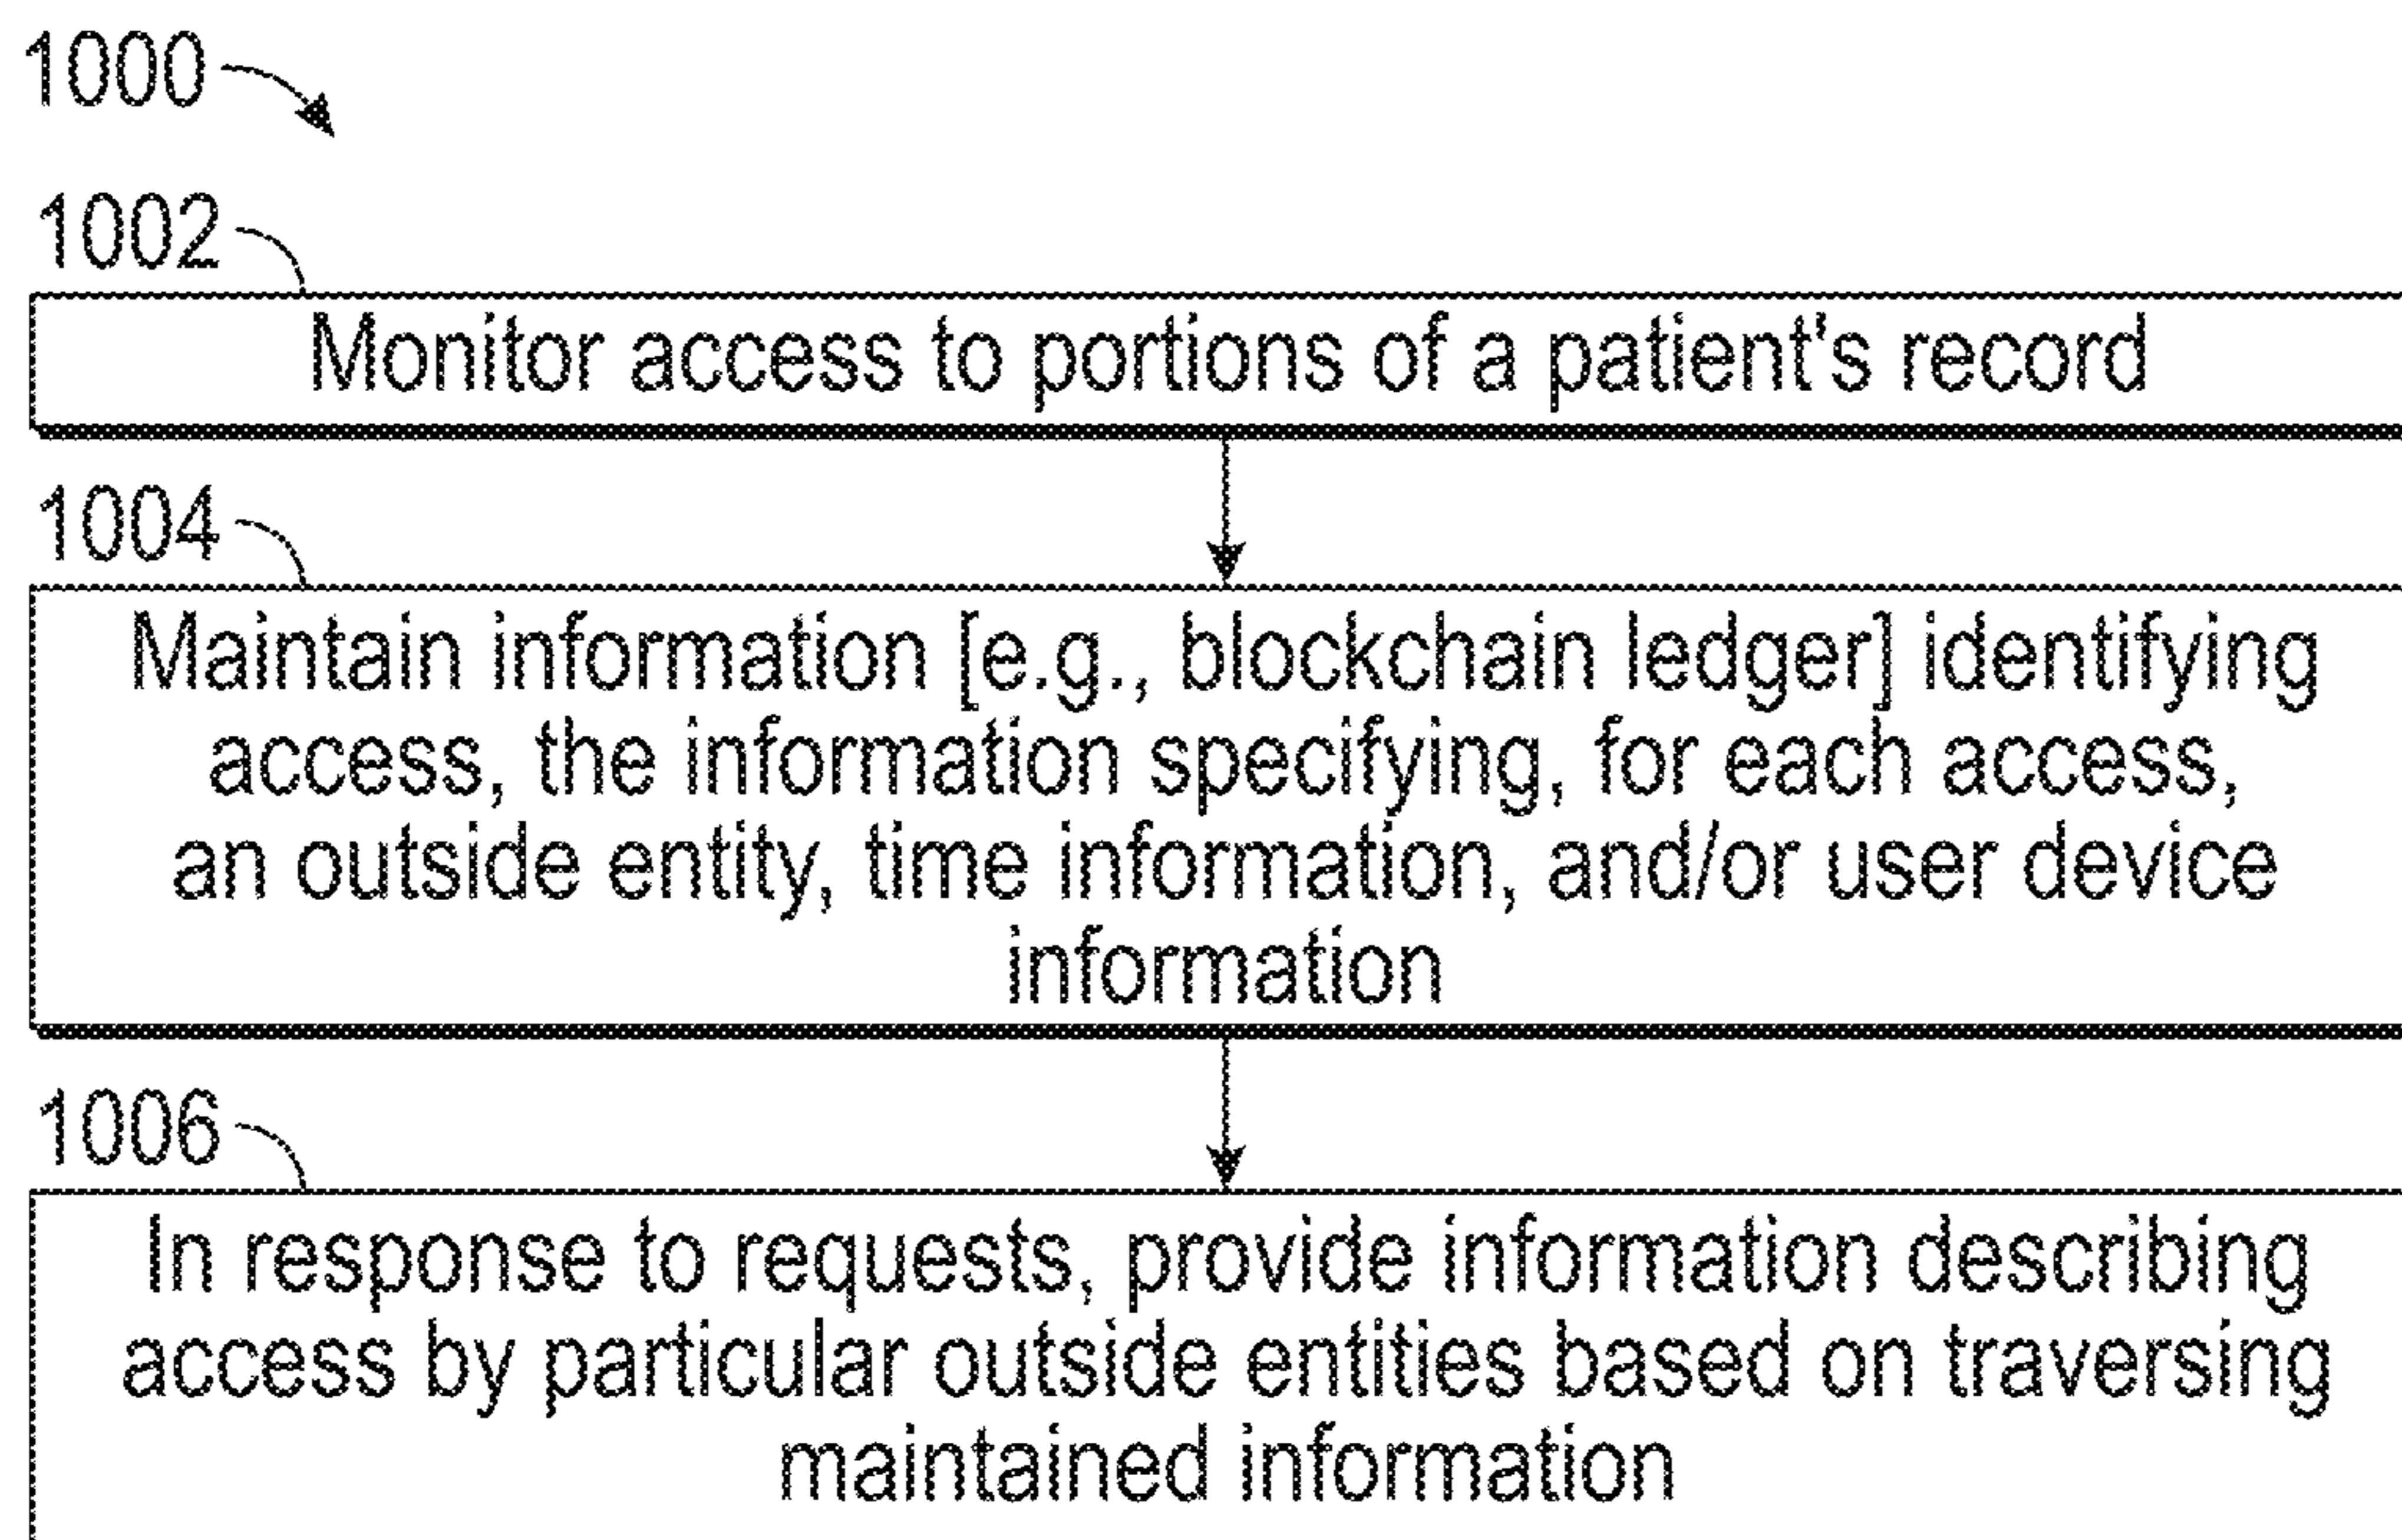 1000
1002
Monitor access to portions of a patient's record
1004
Maintain information [e.g., blockchain ledger] identifying
access, the information specifying, for each access,
an outside entity, time information, and/or user device
information
1006
In response to requests, provide information describing
access by particular outside entities based on traversing
maintained information